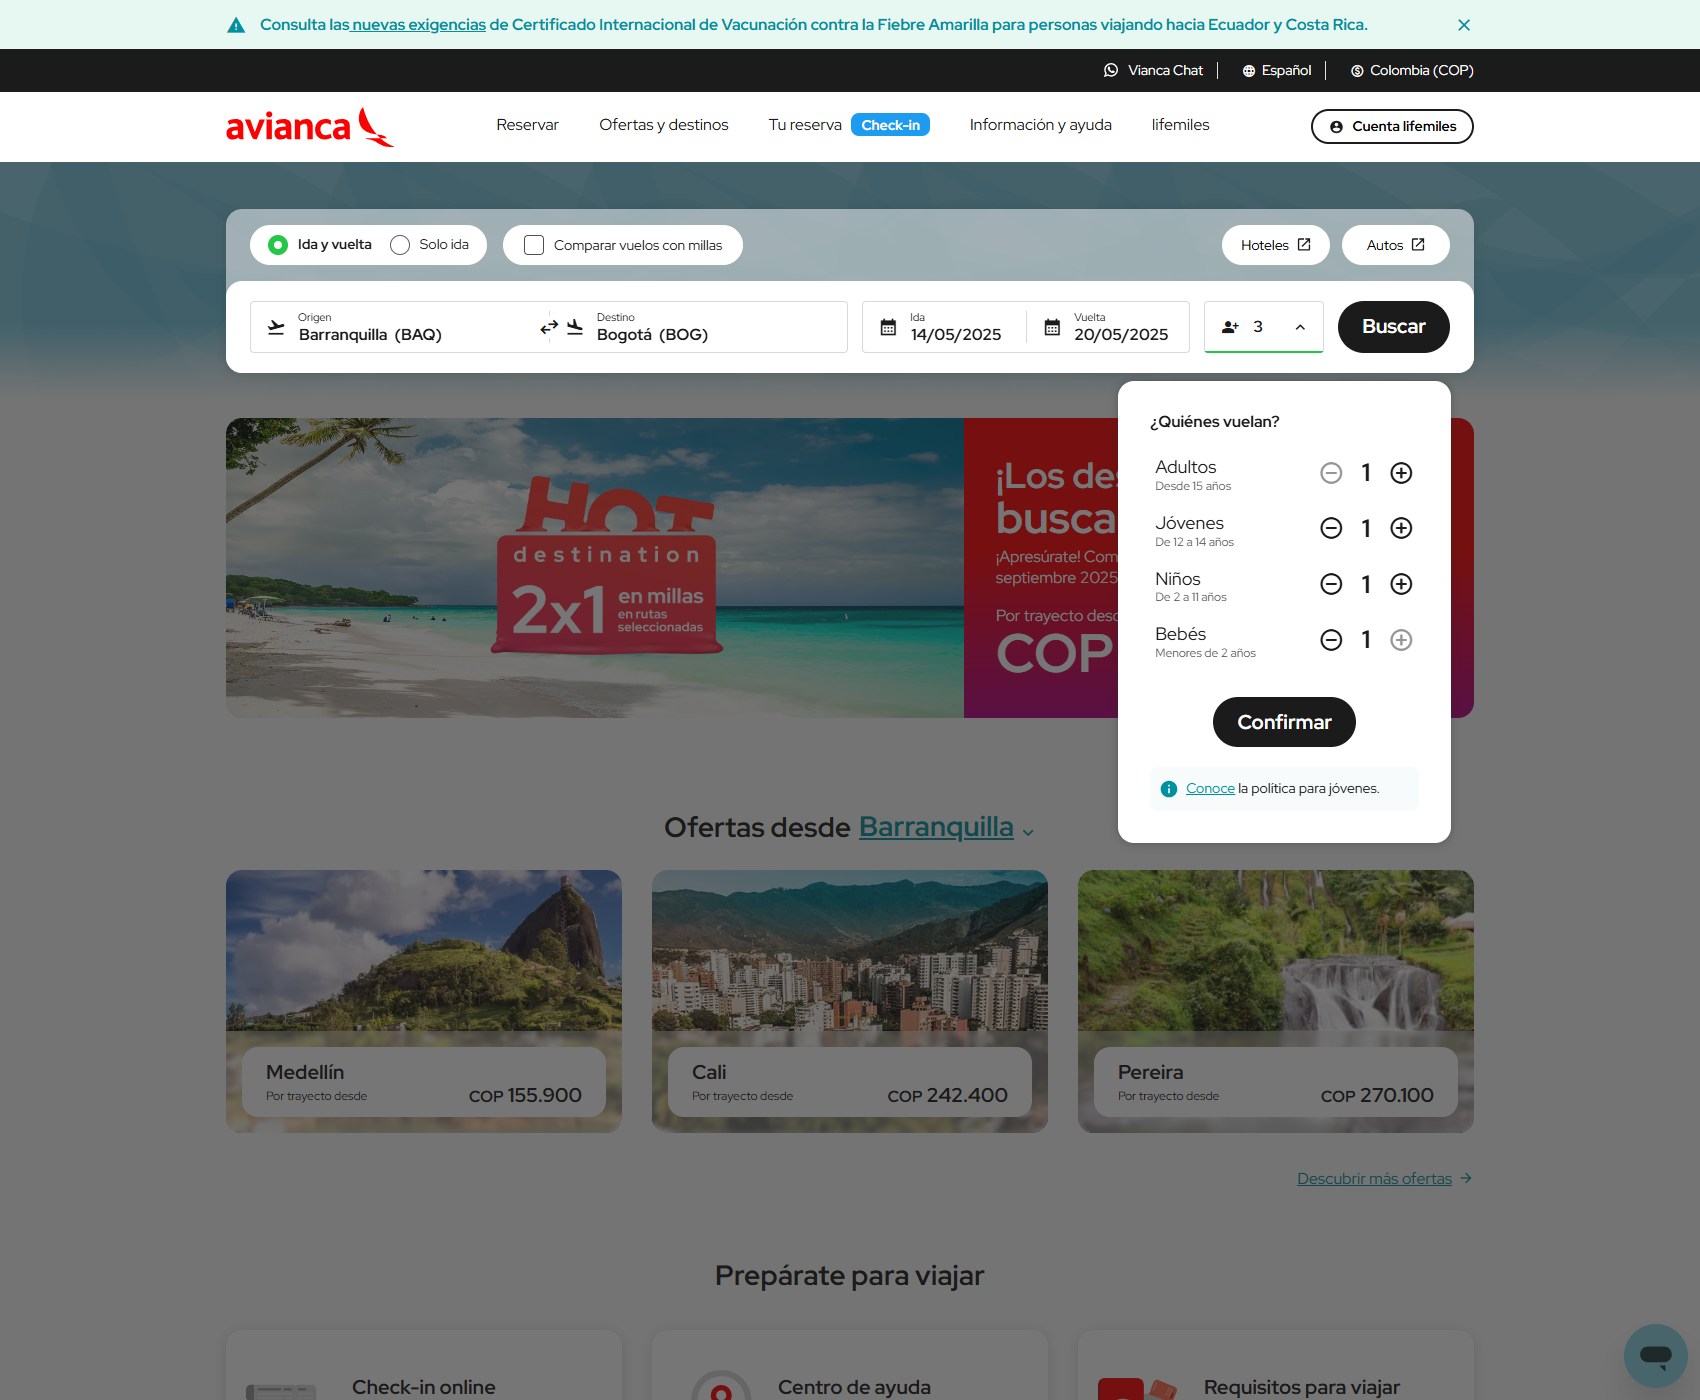 Consulta las nuevas exigencias de Certificado Internacional de Vacunación contra la Fiebre Amarilla para personas viajando hacia Ecuador y Costa Rica.
Vianca Chat
Español
Colombia (COP)
avianca
Reservar
Ofertas y destinos
Tu reserva
Check-in
Información y ayuda
lifemiles
Cuenta lifemiles
Ida y vuelta
Solo ida
Comparar vuelos con millas
Hoteles
Autos
Origen
Barranquilla (BAQ)
Destino
Bogotá (BOG)
Ida
14/05/2025
Vuelta
20/05/2025
3
Buscar
HOT
destination
2x1
en millas
en rutas
seleccionadas
¡Los des
busca
¡Apresúrate! Com
septiembre 2025
Por trayecto desd
COP
¿Quiénes vuelan?
Adultos
Desde 15 años
1
Jóvenes
De 12 a 14 años
1
Niños
De 2 a 11 años
1
Bebés
Menores de 2 años
1
Confirmar
Conoce la política para jóvenes.
Ofertas desde Barranquilla
Medellín
Por trayecto desde
COP 155.900
Cali
Por trayecto desde
COP 242.400
Pereira
Por trayecto desde
COP 270.100
Descubrir más ofertas
Prepárate para viajar
Check-in online
Centro de ayuda
Requisitos para viajar